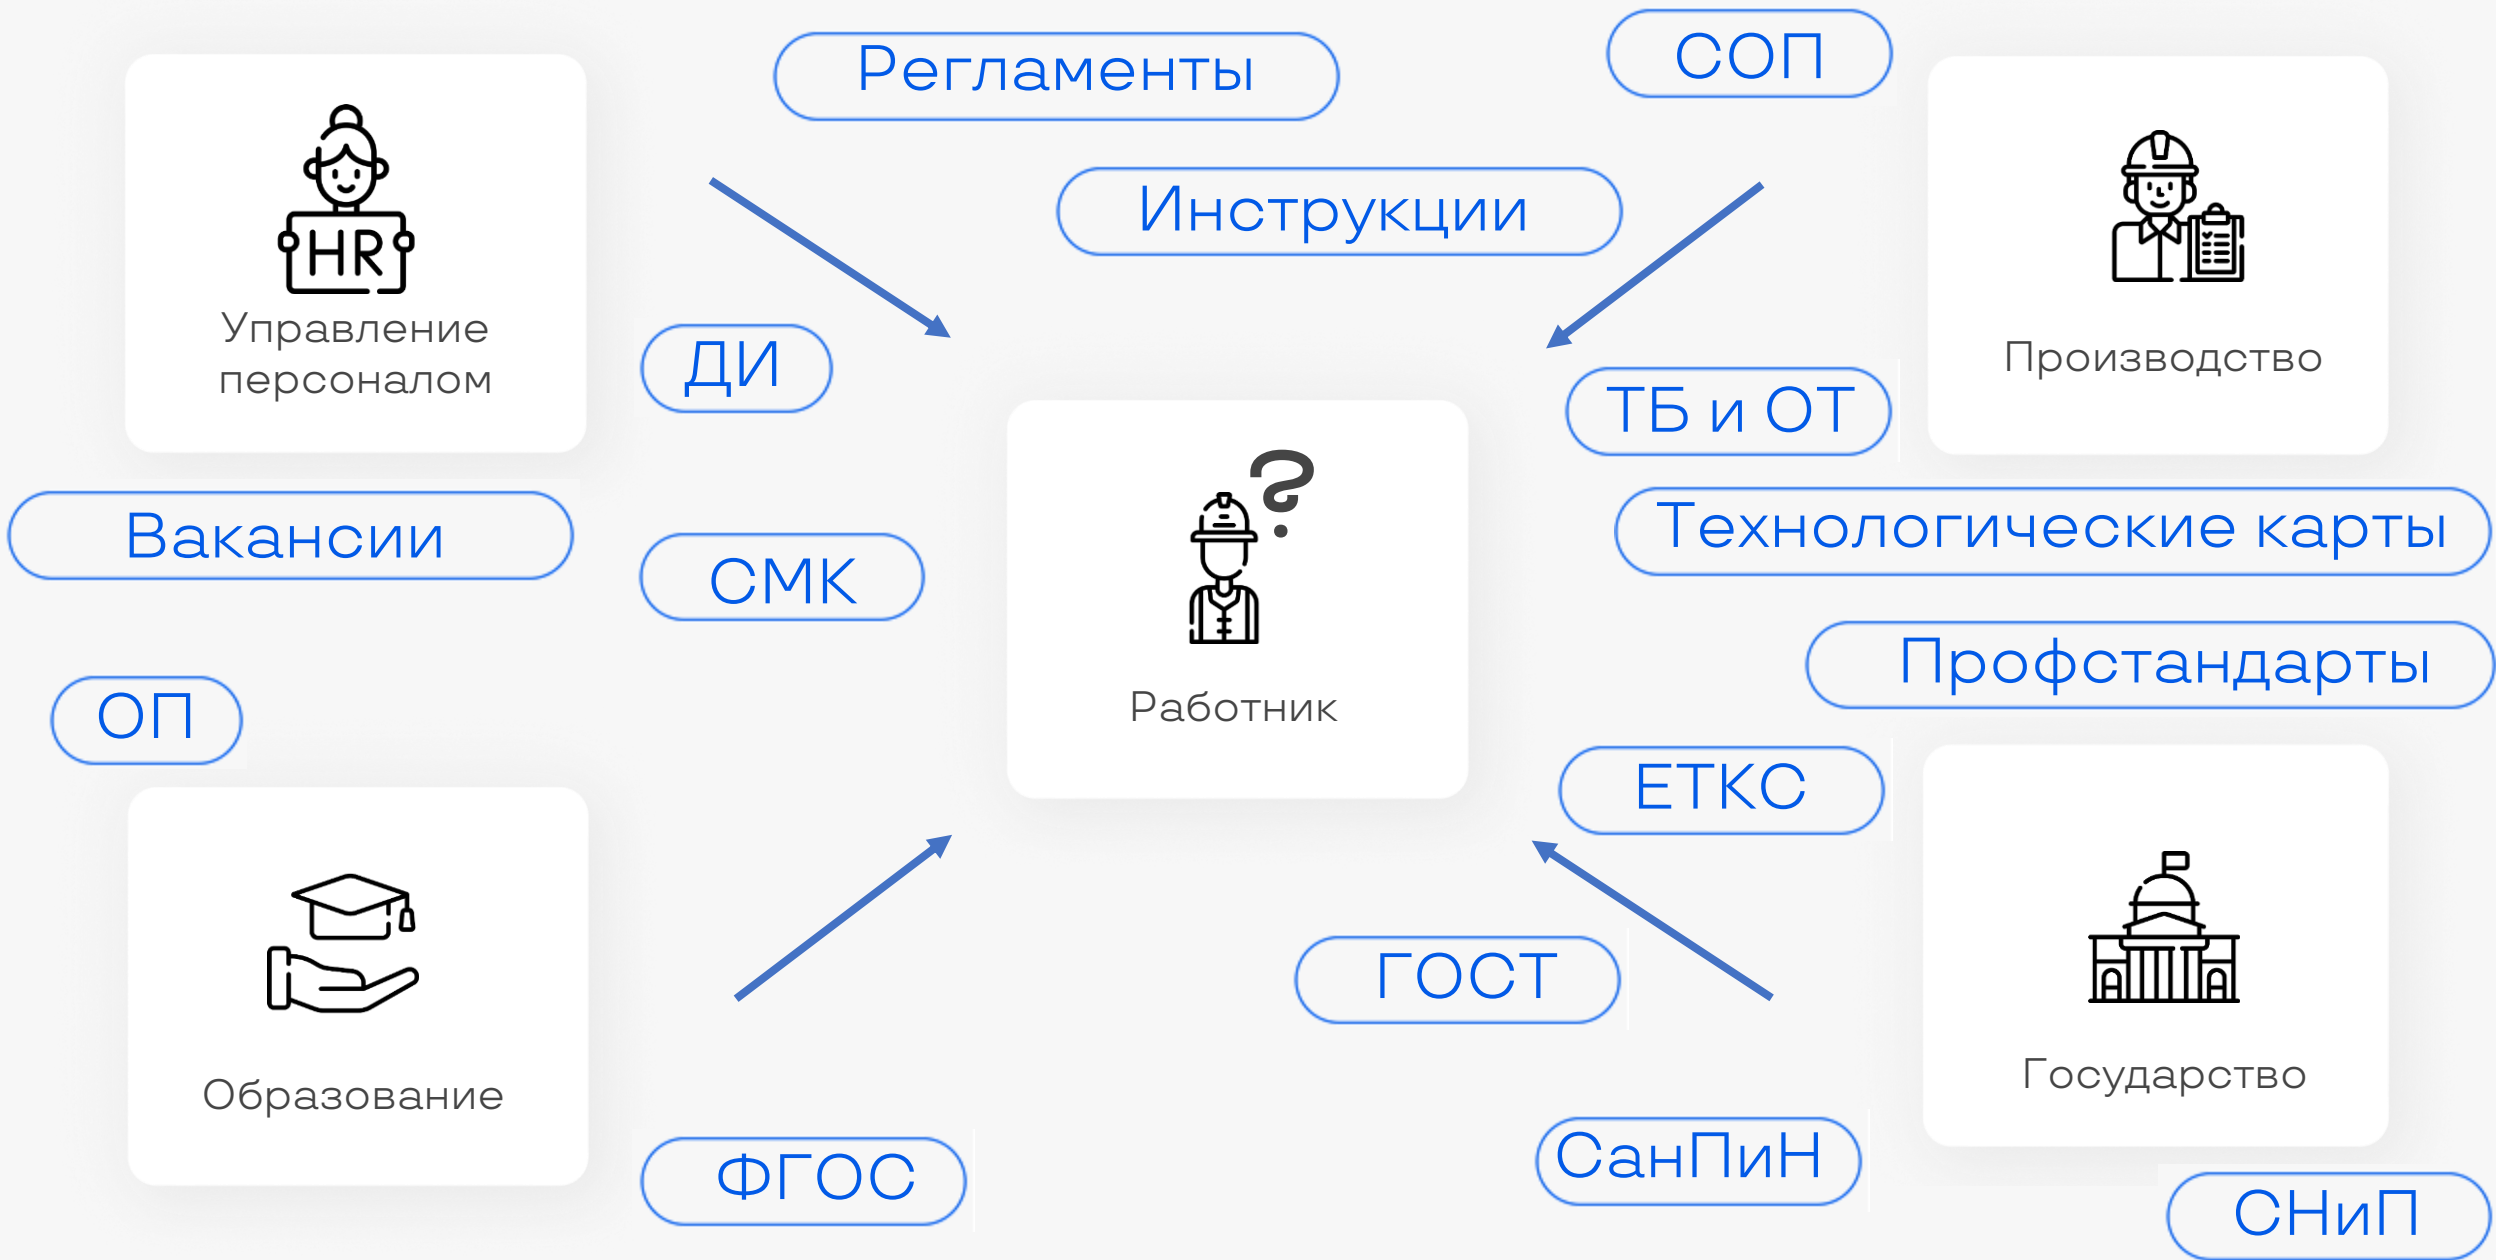 Регламенты
СОП
Инструкции
HR
Управление
персоналом
ДИ
Производство
ТБ и ОТ
?
Вакансии
СМК
Технологические карты
Работник
Профстандарты
ОП
ЕТКС
Образование
ГОСТ
Государство
ФГОС
СанПиН
СНиП